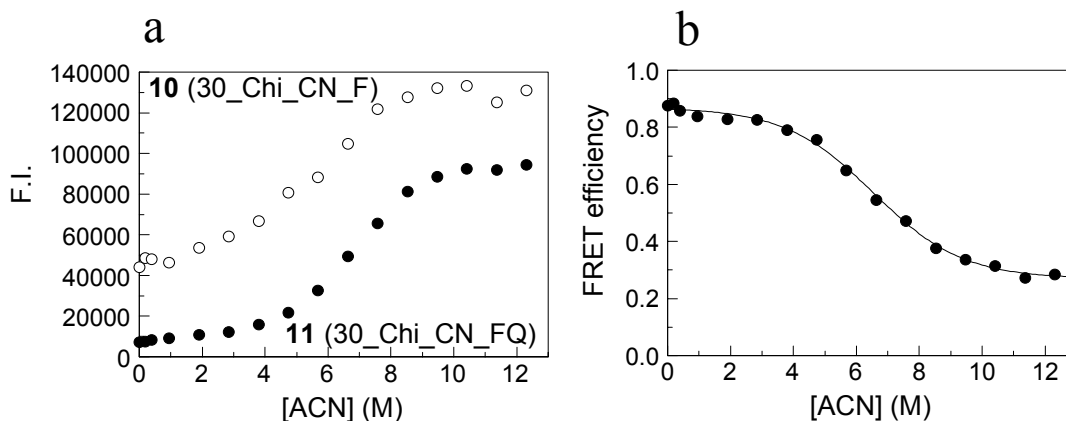 a
140000
120000
100000
80000
60000
40000
20000
0
F.I.
10 (30_Chi_CN_F)
11 (30_Chi_CN_FQ)
0 2 4 6 8 10 12
[ACN] (M)
b
1.0
0.8
0.6
0.4
0.2
0.0
FRET efficiency
0 2 4 6 8 10 12
[ACN] (M)